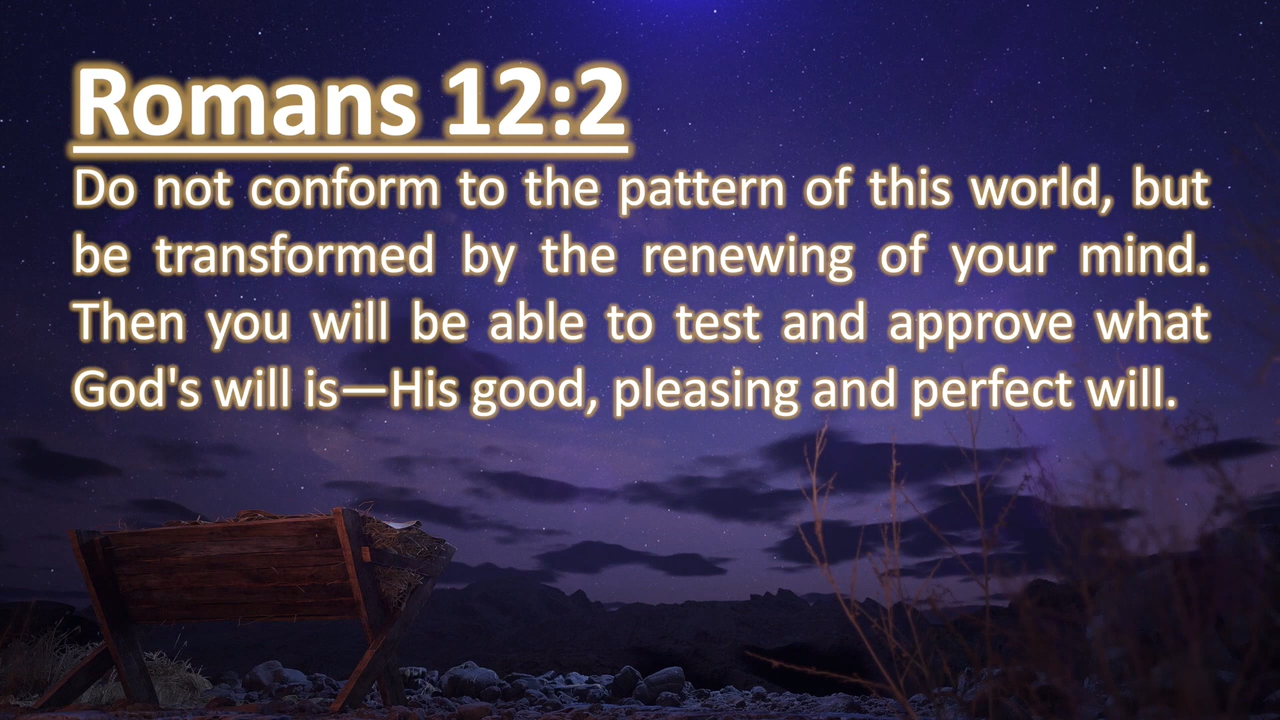 Romans 12:2
Do not conform to the pattern of this world, but
be transformed by the renewing of your mind.
Then you will be able to test and approve what
God's will is—His good, pleasing and perfect will.